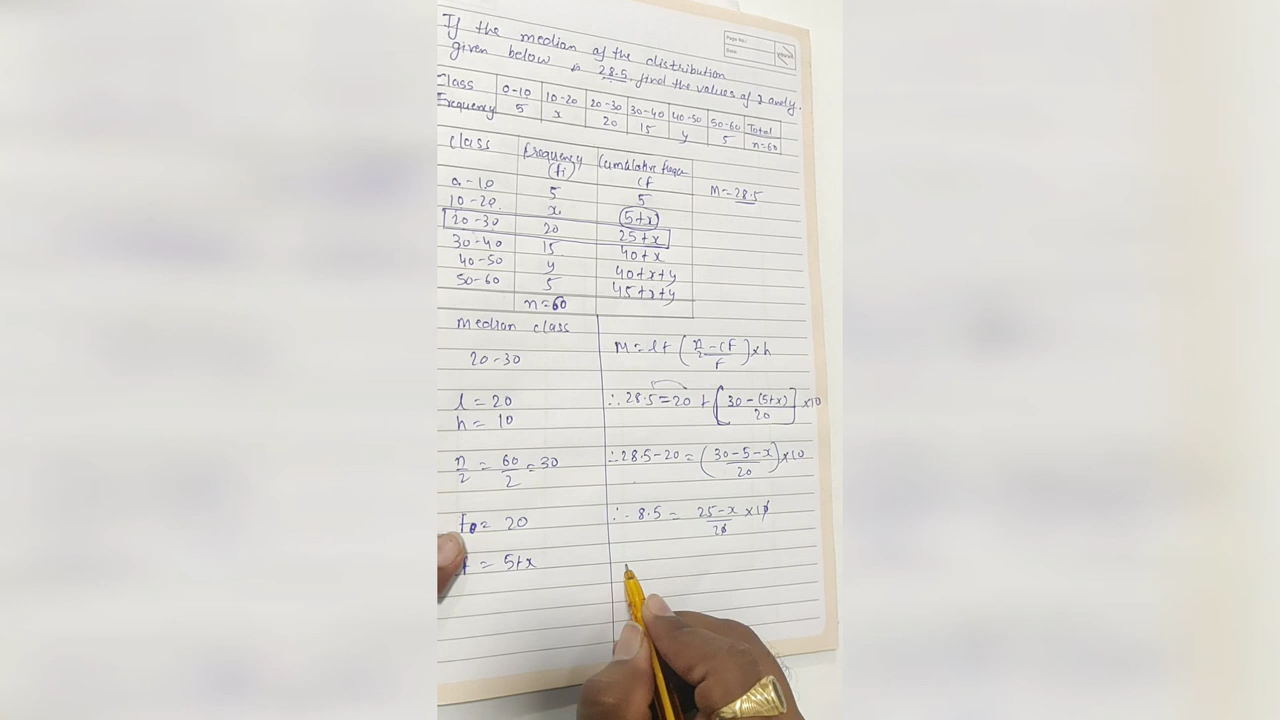 Page No.:
Date:
If the median of the distribution
given below is 28.5, find the values of x and y.
Class 0-10 10-20 20-30 30-40 40-50 50-60 Total
Frequency 5 x 20 15 y 5 n=60
Class Frequency (fi) Cumulative freque CF
0-10 5 5 M=28.5
10-20 x 5+x
20-30 20 25+x
30-40 15 40+x
40-50 y 40+x+y
50-60 5 45+x+y
n=60
Median class
20-30
l = 20
h = 10
n/2 = 60/2 = 30
f = 20
f = 5+x
M = l + (n/2 - CF / f) × h
∴ 28.5 = 20 + [30-(5+x) / 20] × 10
∴ 28.5-20 = (30-5-x / 20) × 10
∴ 8.5 = 25-x / 20 × 10